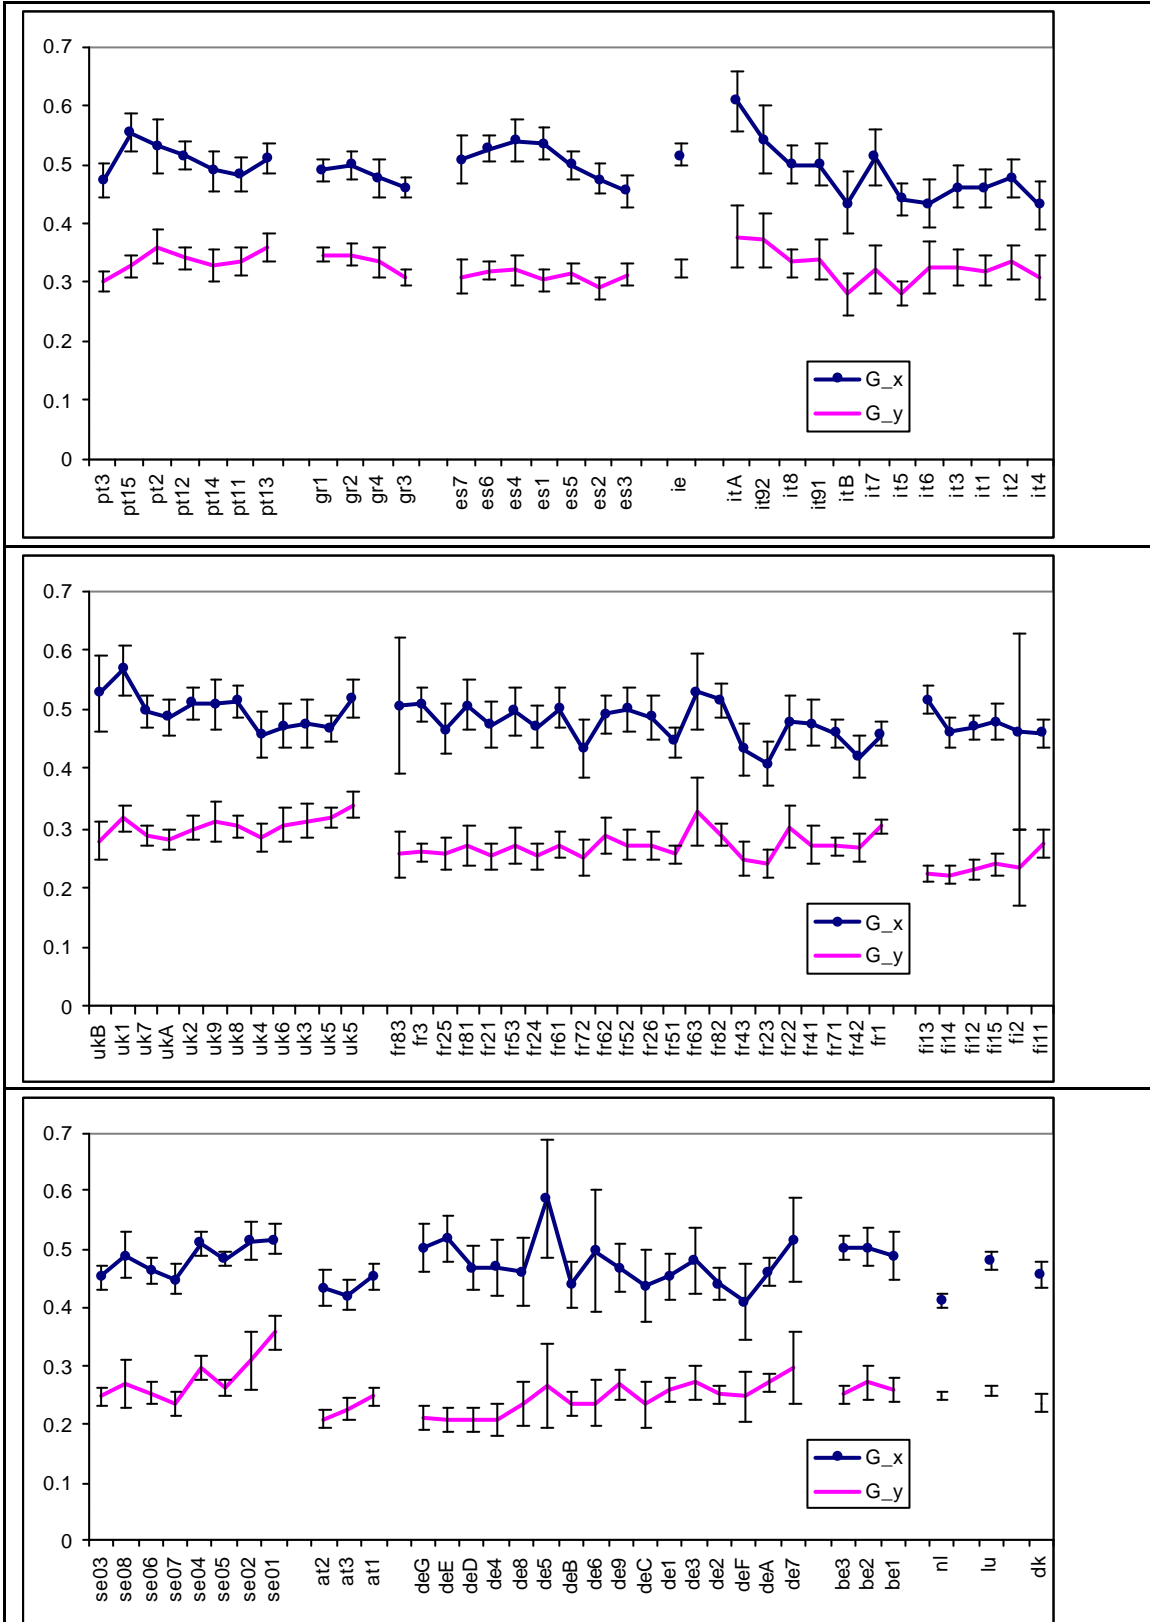 0.7
0.6
0.5
0.4
0.3
0.2
0.1
0
G_x
G_y
pt3 pt15 pt2 pt12 pt14 pt11 pt13 gr1 gr2 gr4 gr3 es7 es6 es4 es1 es5 es2 es3 ie itA it92 it8 it91 itB it7 it5 it6 it3 it1 it2 it4
0.7
0.6
0.5
0.4
0.3
0.2
0.1
0
G_x
G_y
ukB uk1 uk7 ukA uk2 uk9 uk8 uk4 uk6 uk3 uk5 uk5 fr83 fr3 fr25 fr81 fr21 fr53 fr24 fr61 fr72 fr62 fr52 fr26 fr51 fr63 fr82 fr43 fr23 fr22 fr41 fr71 fr42 fr1 fi13 fi14 fi12 fi15 fi2 fi11
0.7
0.6
0.5
0.4
0.3
0.2
0.1
0
G_x
G_y
se03 se08 se06 se07 se04 se05 se02 se01 at2 at3 at1 deG deE deD de4 de8 de5 deB de6 de9 deC de1 de3 de2 deF deA de7 be3 be2 be1 nl lu dk